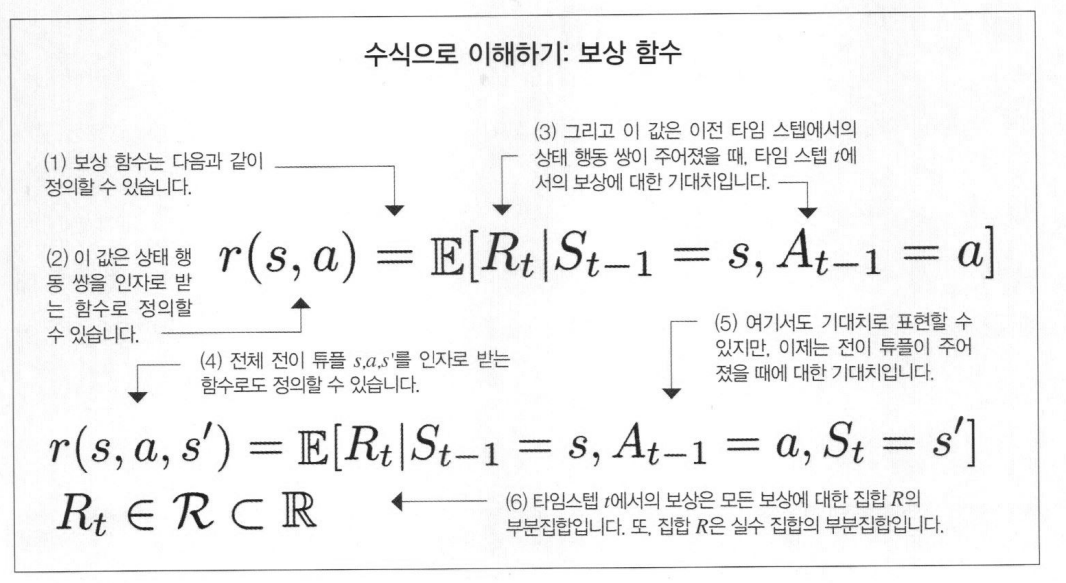 수식으로 이해하기: 보상 함수
(1) 보상 함수는 다음과 같이
정의할 수 있습니다.
(3) 그리고 이 값은 이전 타임 스텝에서의
상태 행동 쌍이 주어졌을 때, 타임 스텝 t에
서의 보상에 대한 기대치입니다.
(2) 이 값은 상태 행
동 쌍을 인자로 받
는 함수로 정의할
수 있습니다.
r(s, a) = 𝔼[R_t|S_{t−1} = s, A_{t−1} = a]
(4) 전체 전이 튜플 s,a,s'를 인자로 받는
함수로도 정의할 수 있습니다.
(5) 여기서도 기대치로 표현할 수
있지만, 이제는 전이 튜플이 주어
졌을 때에 대한 기대치입니다.
r(s, a, s′) = 𝔼[R_t|S_{t−1} = s, A_{t−1} = a, S_t = s′]
R_t ∈ ℛ ⊂ ℝ
(6) 타임스텝 t에서의 보상은 모든 보상에 대한 집합 R의
부분집합입니다. 또, 집합 R은 실수 집합의 부분집합입니다.